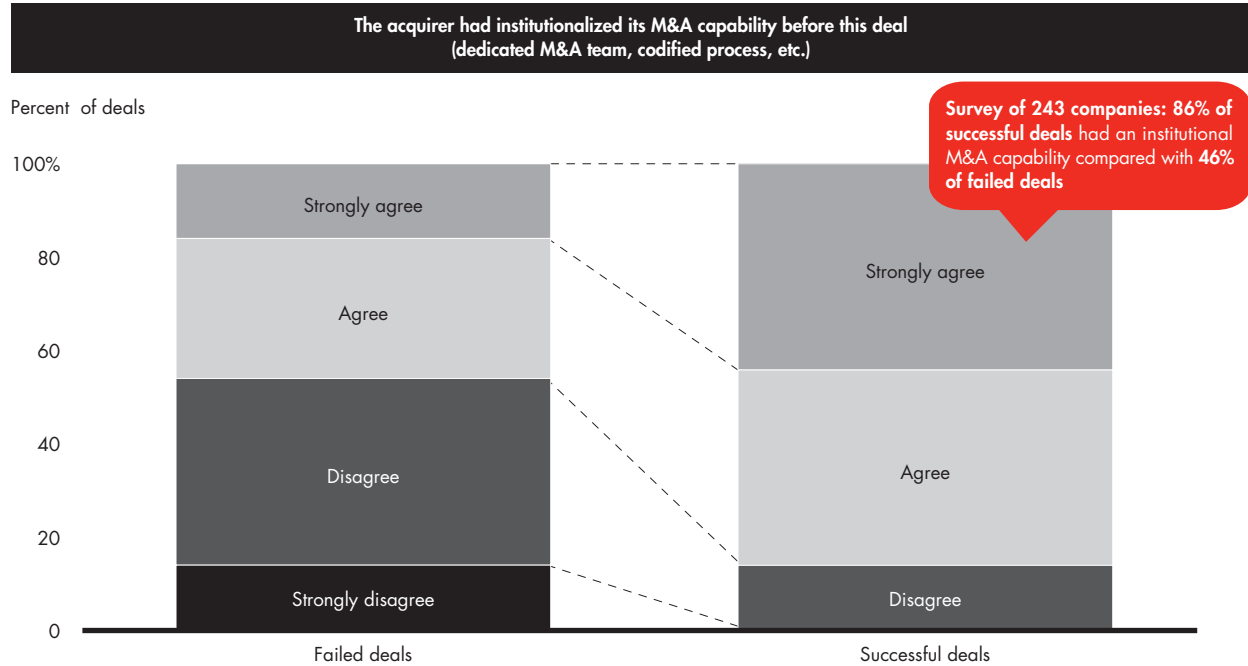 The acquirer had institutionalized its M&A capability before this deal
(dedicated M&A team, codified process, etc.)
Percent of deals
Survey of 243 companies: 86% of
successful deals had an institutional
M&A capability compared with 46%
of failed deals
100%
80
60
40
20
0
Strongly agree
Agree
Disagree
Strongly disagree
Strongly agree
Agree
Disagree
Failed deals
Successful deals